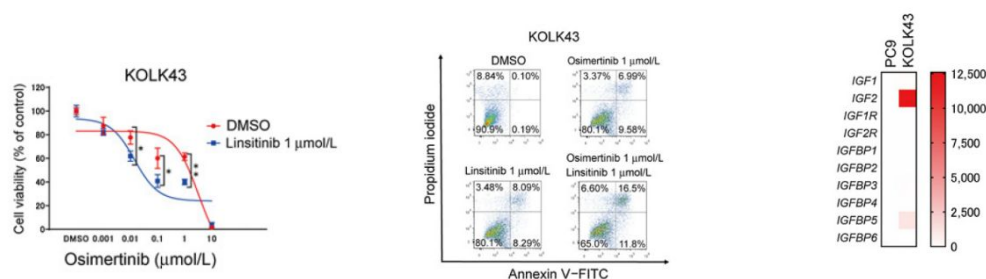 KOLK43
Cell viability (% of control)
120
100
80
60
40
20
0
DMSO
Linsitinib 1 μmol/L
*
*
**
DMSO 0.001 0.01 0.1 1 10
Osimertinib (μmol/L)
KOLK43
Propidium iodide
DMSO
8.84% 0.10%
90.9% 0.19%
Osimertinib 1 μmol/L
3.37% 6.99%
80.1% 9.58%
Linsitinib 1 μmol/L
3.48% 8.09%
80.1% 8.29%
Osimertinib 1 μmol/L
Linsitinib 1 μmol/L
6.60% 16.5%
65.0% 11.8%
Annexin V−FITC
PC9
KOLK43
IGF1
IGF2
IGF1R
IGF2R
IGFBP1
IGFBP2
IGFBP3
IGFBP4
IGFBP5
IGFBP6
12,500
10,000
7,500
5,000
2,500
0